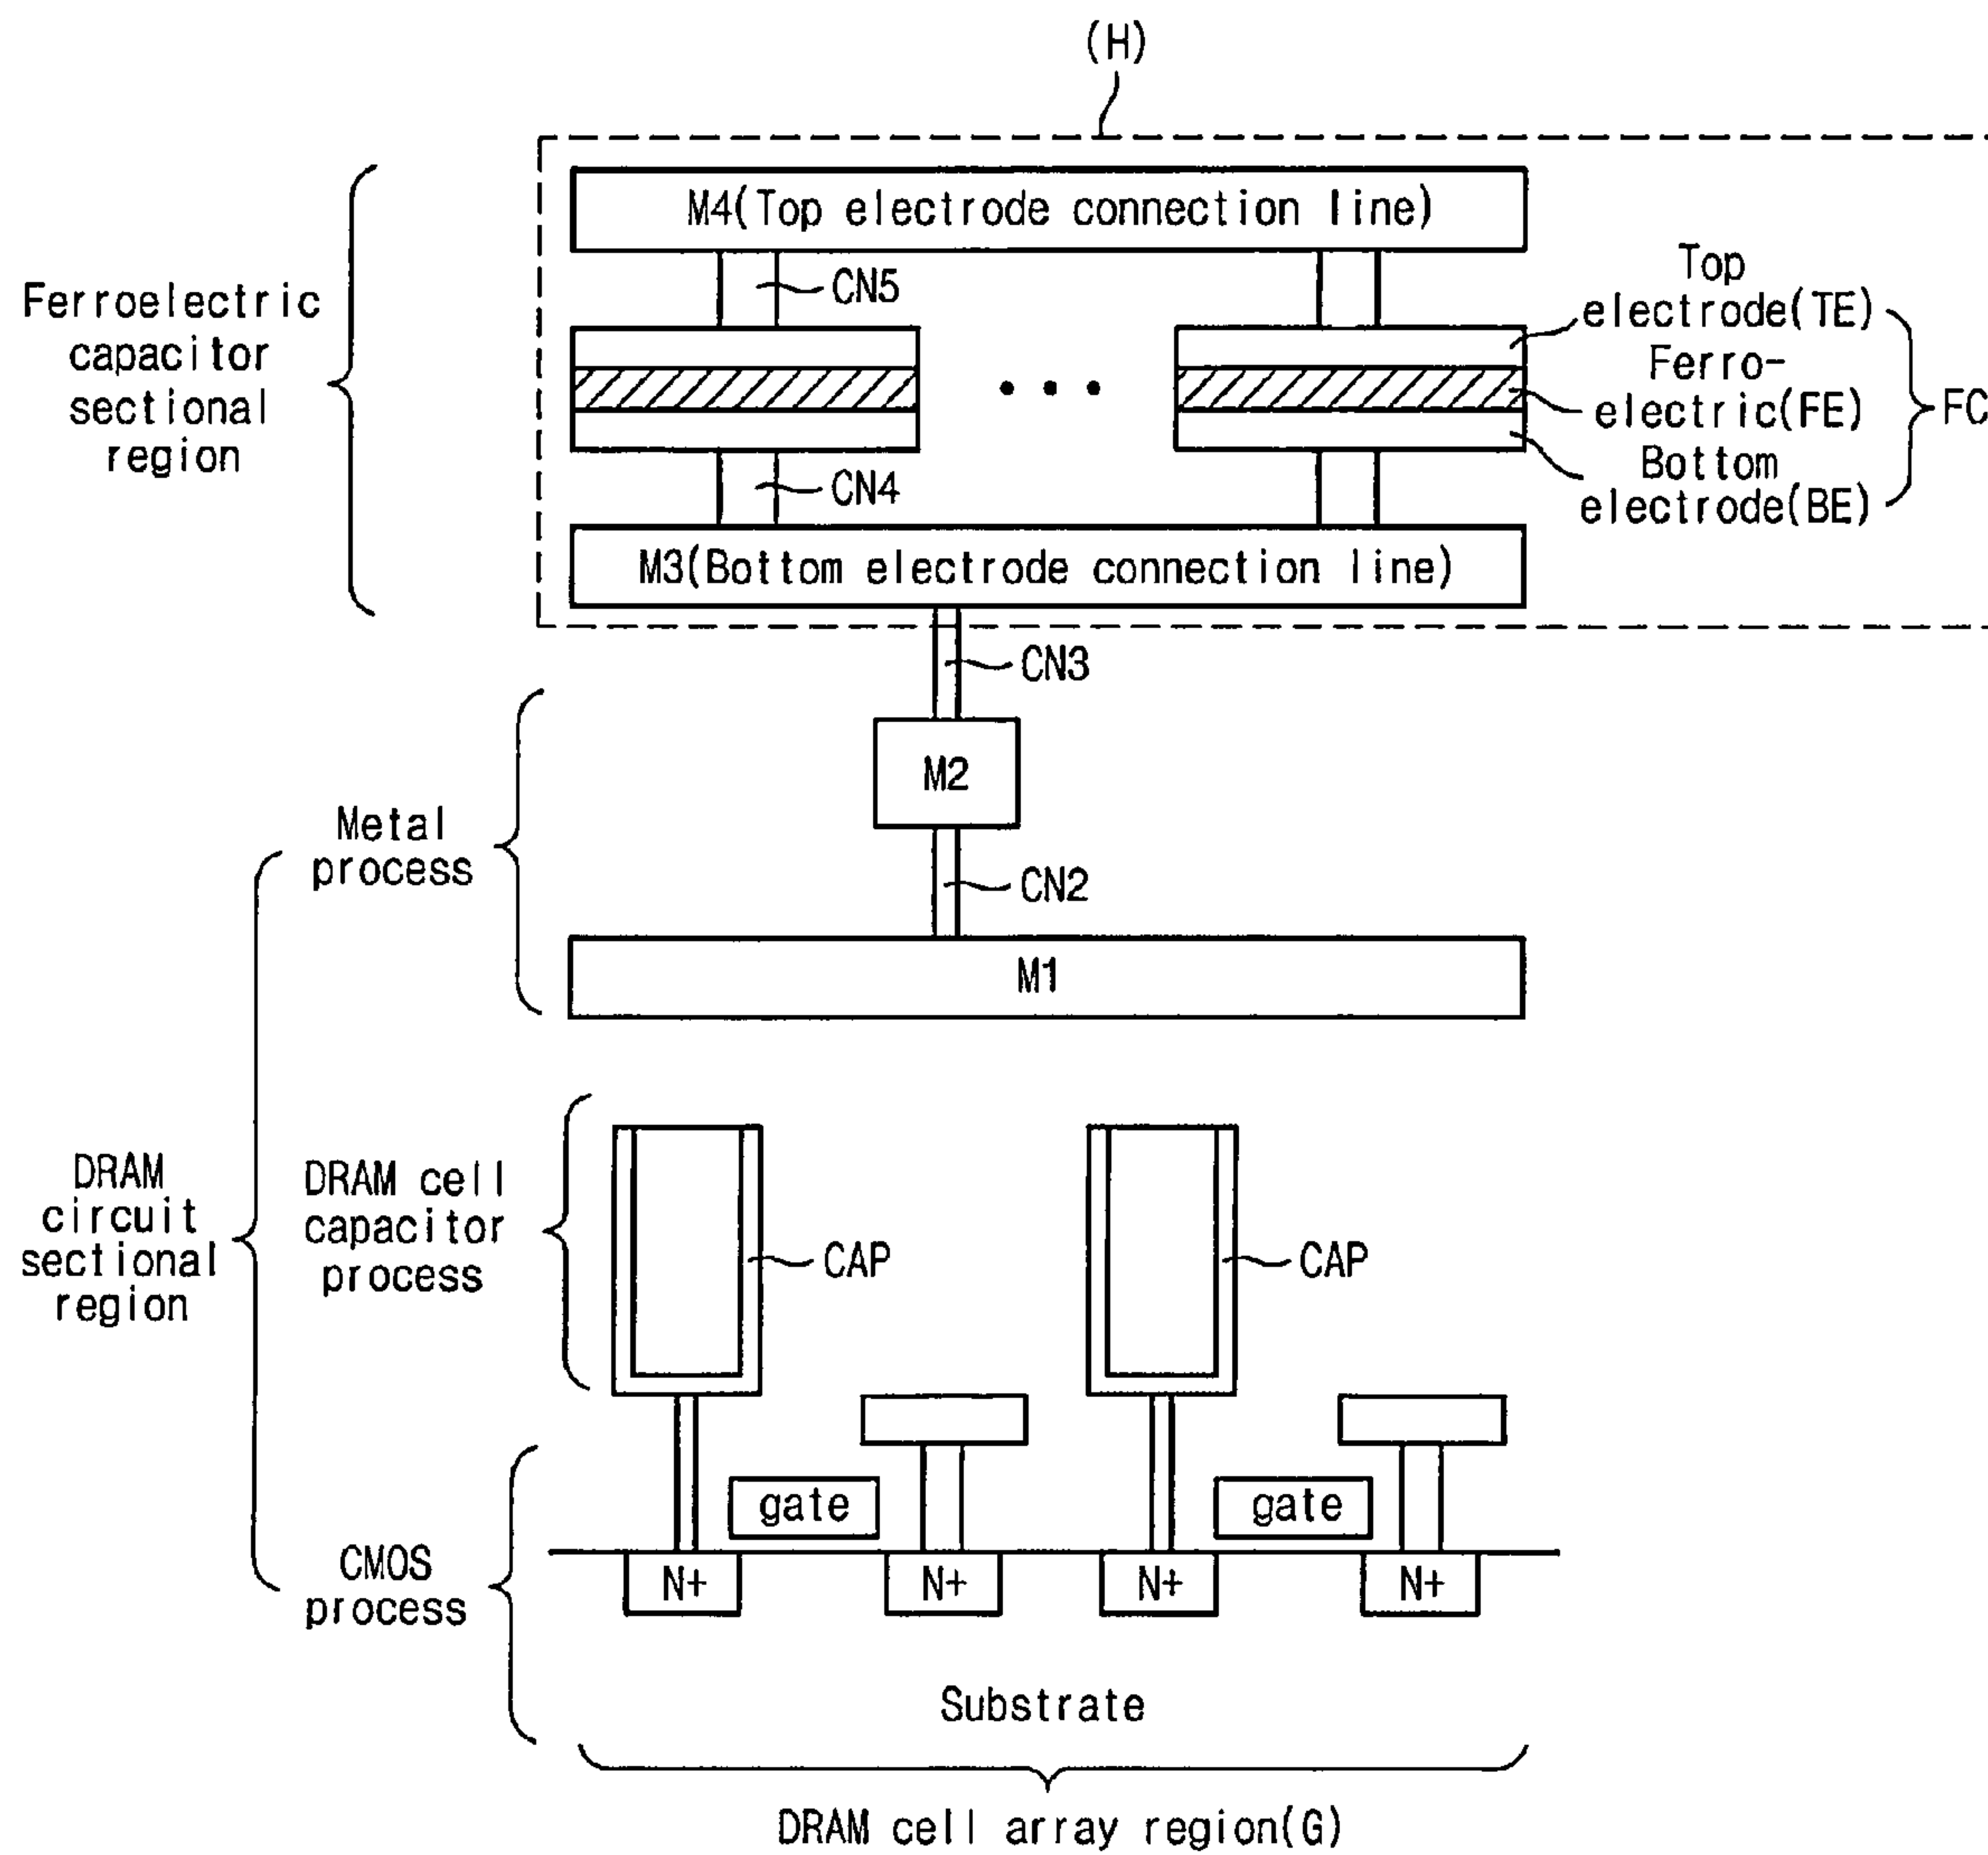 (H)
M4(Top electrode connection line)
CN5
Top
electrode(TE)
Ferro-
electric(FE)
Bottom
electrode(BE)
FC
Ferroelectric
capacitor
sectional
region
CN4
M3(Bottom electrode connection line)
CN3
M2
Metal
process
CN2
M1
DRAM
circuit
sectional
region
DRAM cell
capacitor
process
CAP
CAP
gate
gate
CMOS
process
N+
N+
N+
N+
Substrate
DRAM cell array region(G)